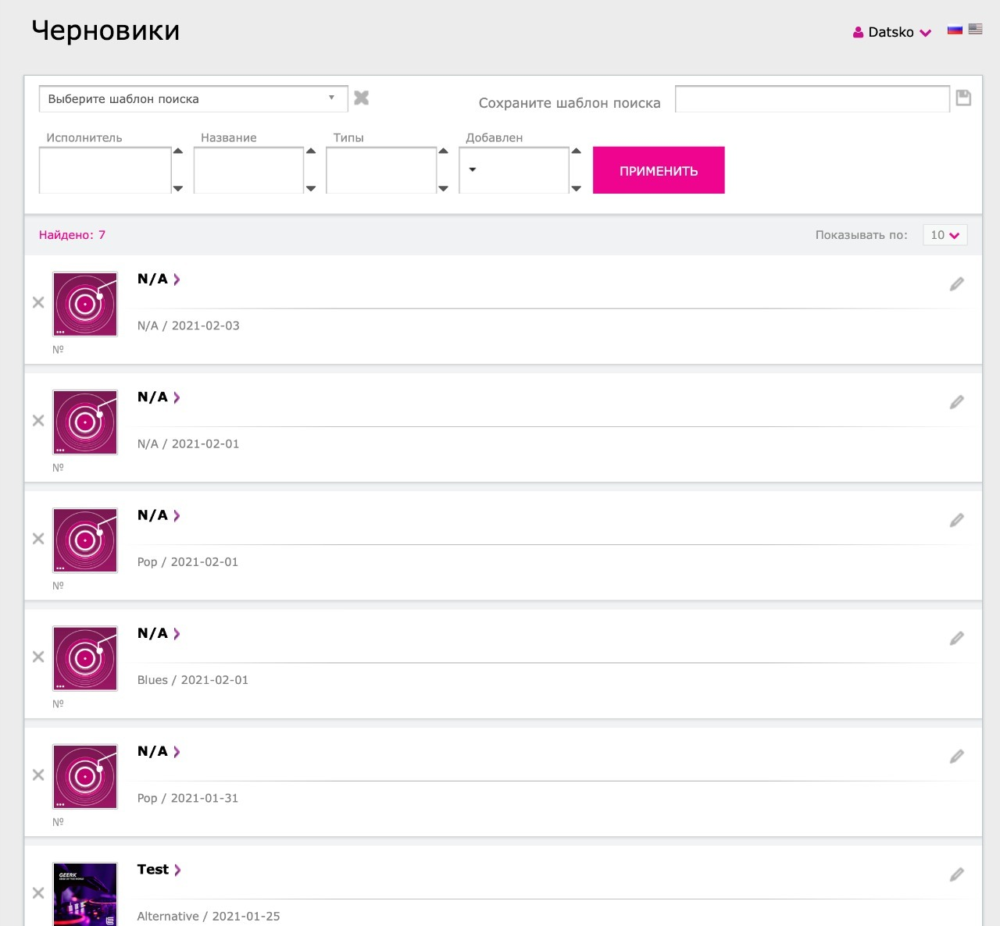 Черновики
Datsko
Выберите шаблон поиска
Сохраните шаблон поиска
Исполнитель Название Типы Добавлен
ПРИМЕНИТЬ
Найдено: 7
Показывать по: 10
N/A
N/A / 2021-02-03
№
N/A
N/A / 2021-02-01
№
N/A
Pop / 2021-02-01
№
N/A
Blues / 2021-02-01
№
N/A
Pop / 2021-01-31
№
Test
GEERK
Alternative / 2021-01-25